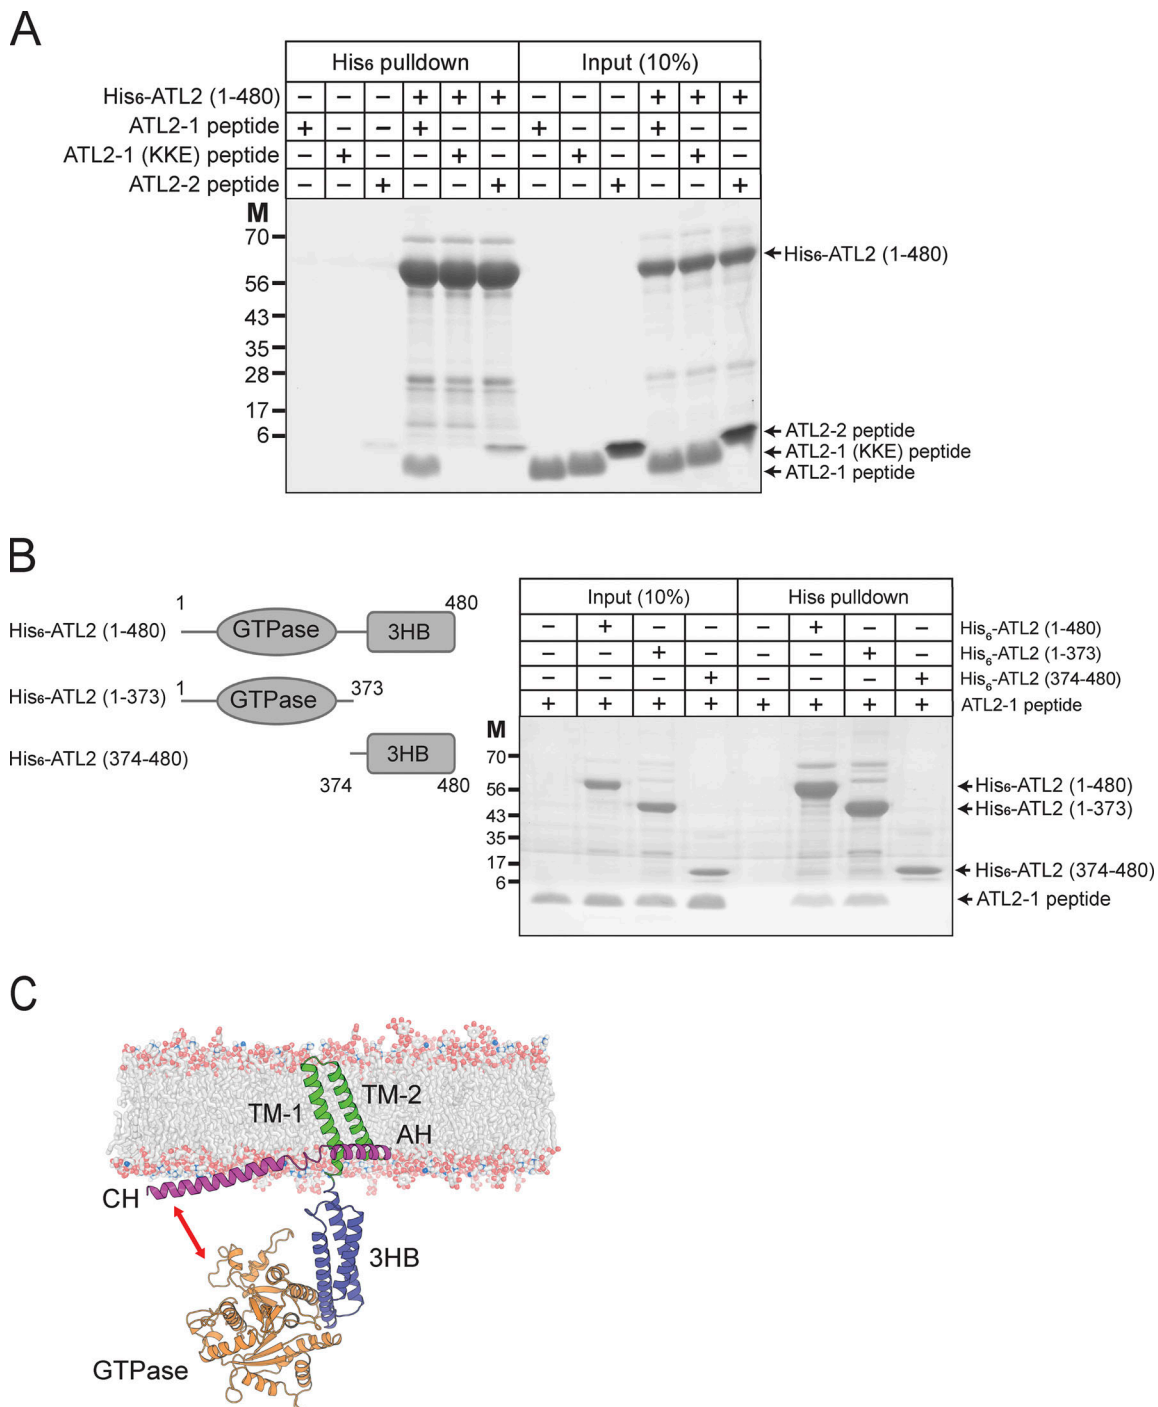 A
His6 pulldown Input (10%)
His6-ATL2 (1-480) – – – + + + – – – + + +
ATL2-1 peptide + – – + – – + – – + – –
ATL2-1 (KKE) peptide – + – – + – – + – – + –
ATL2-2 peptide – – + – – + – – + – – +
M
70
56
43
35
28
17
6
His6-ATL2 (1-480)
ATL2-2 peptide
ATL2-1 (KKE) peptide
ATL2-1 peptide
B
1 480
His6-ATL2 (1-480) GTPase 3HB
His6-ATL2 (1-373) 1 GTPase 373
His6-ATL2 (374-480) 3HB
374 480
Input (10%) His6 pulldown
– + – – – + – – His6-ATL2 (1-480)
– – + – – – + – His6-ATL2 (1-373)
– – – + – – – + His6-ATL2 (374-480)
+ + + + + + + + ATL2-1 peptide
M
70
56
43
35
17
6
His6-ATL2 (1-480)
His6-ATL2 (1-373)
His6-ATL2 (374-480)
ATL2-1 peptide
C
TM-1
TM-2
AH
CH
3HB
GTPase